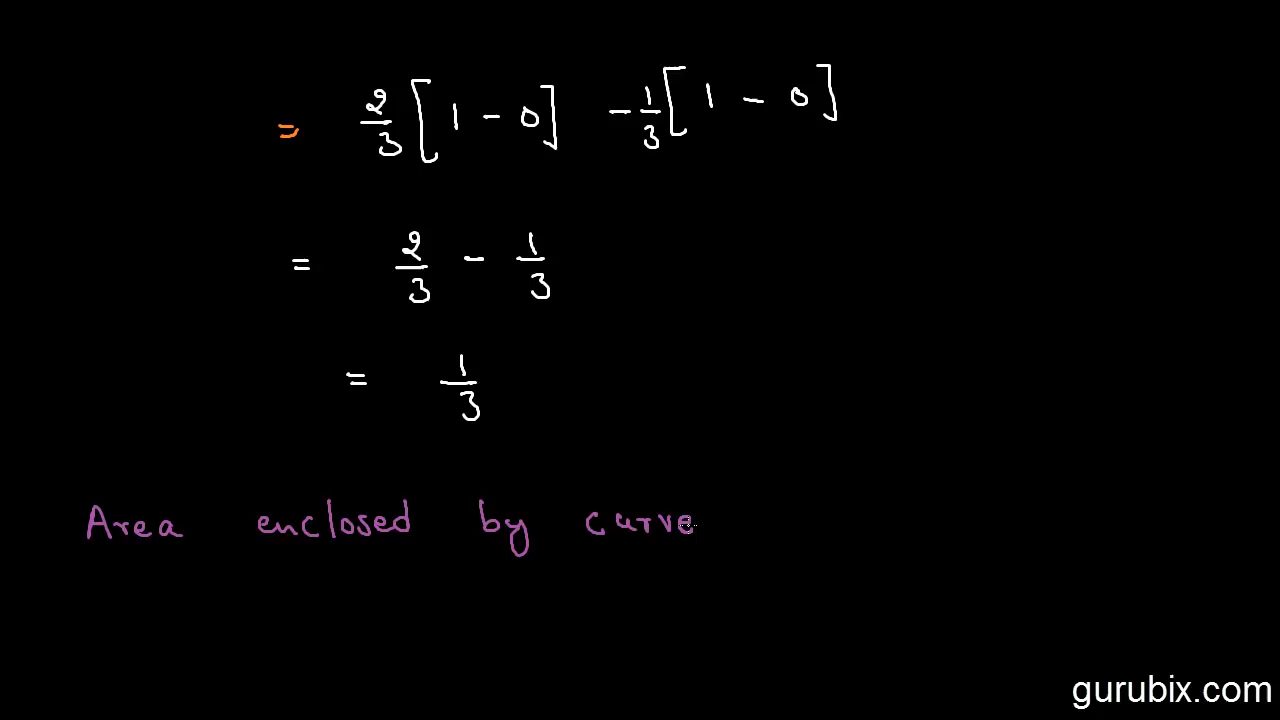 = 2/3 [1 - 0] - 1/3 [1 - 0]
= 2/3 - 1/3
= 1/3
Area enclosed by curve
gurubix.com